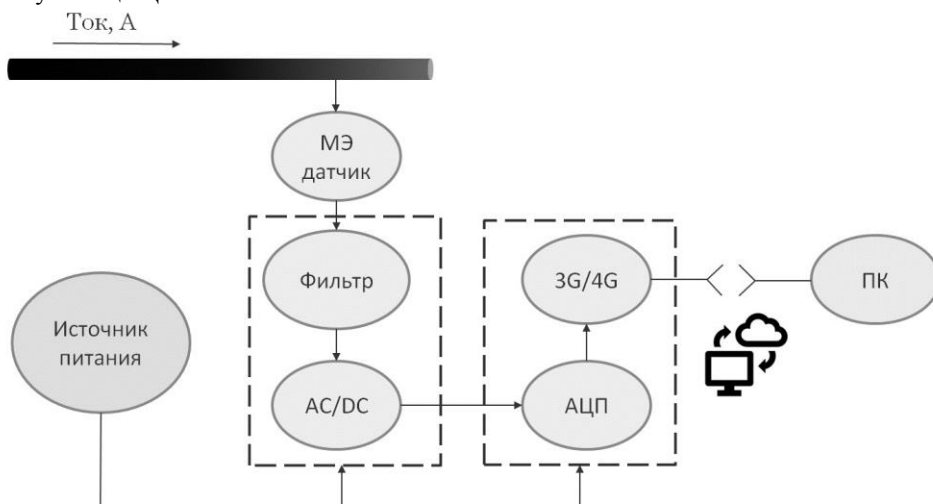 Ток, А
МЭ
датчик
Фильтр
3G/4G
ПК
Источник
питания
AC/DC
АЦП